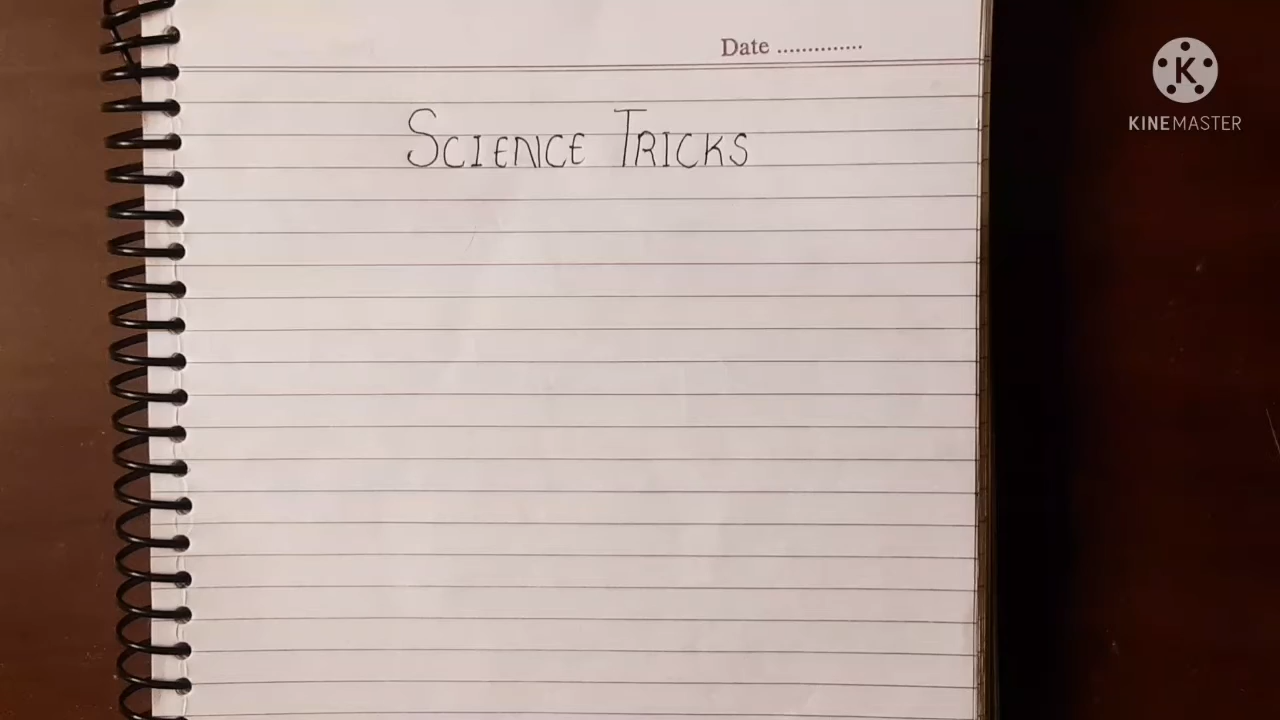 Date ..............
SCIENCE TRICKS
K
KINEMASTER